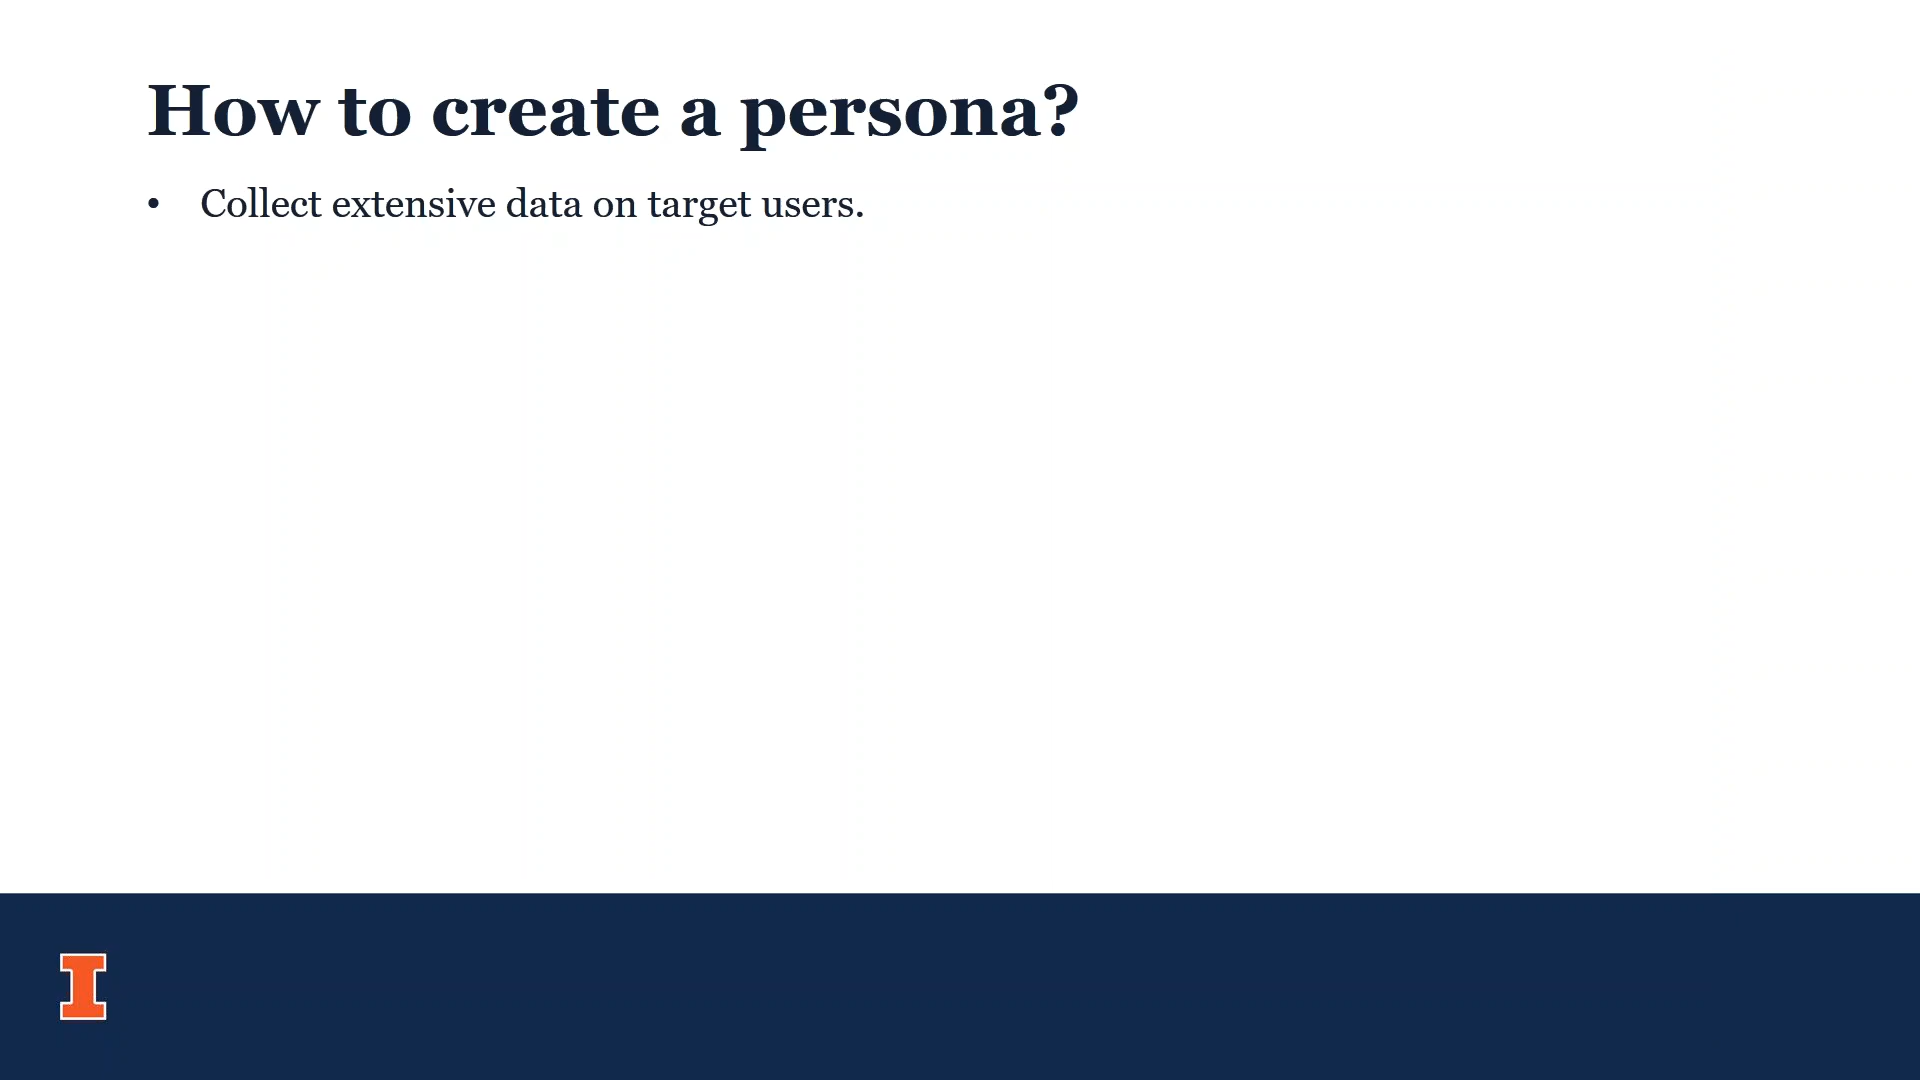 How to create a persona?
• Collect extensive data on target users.
I